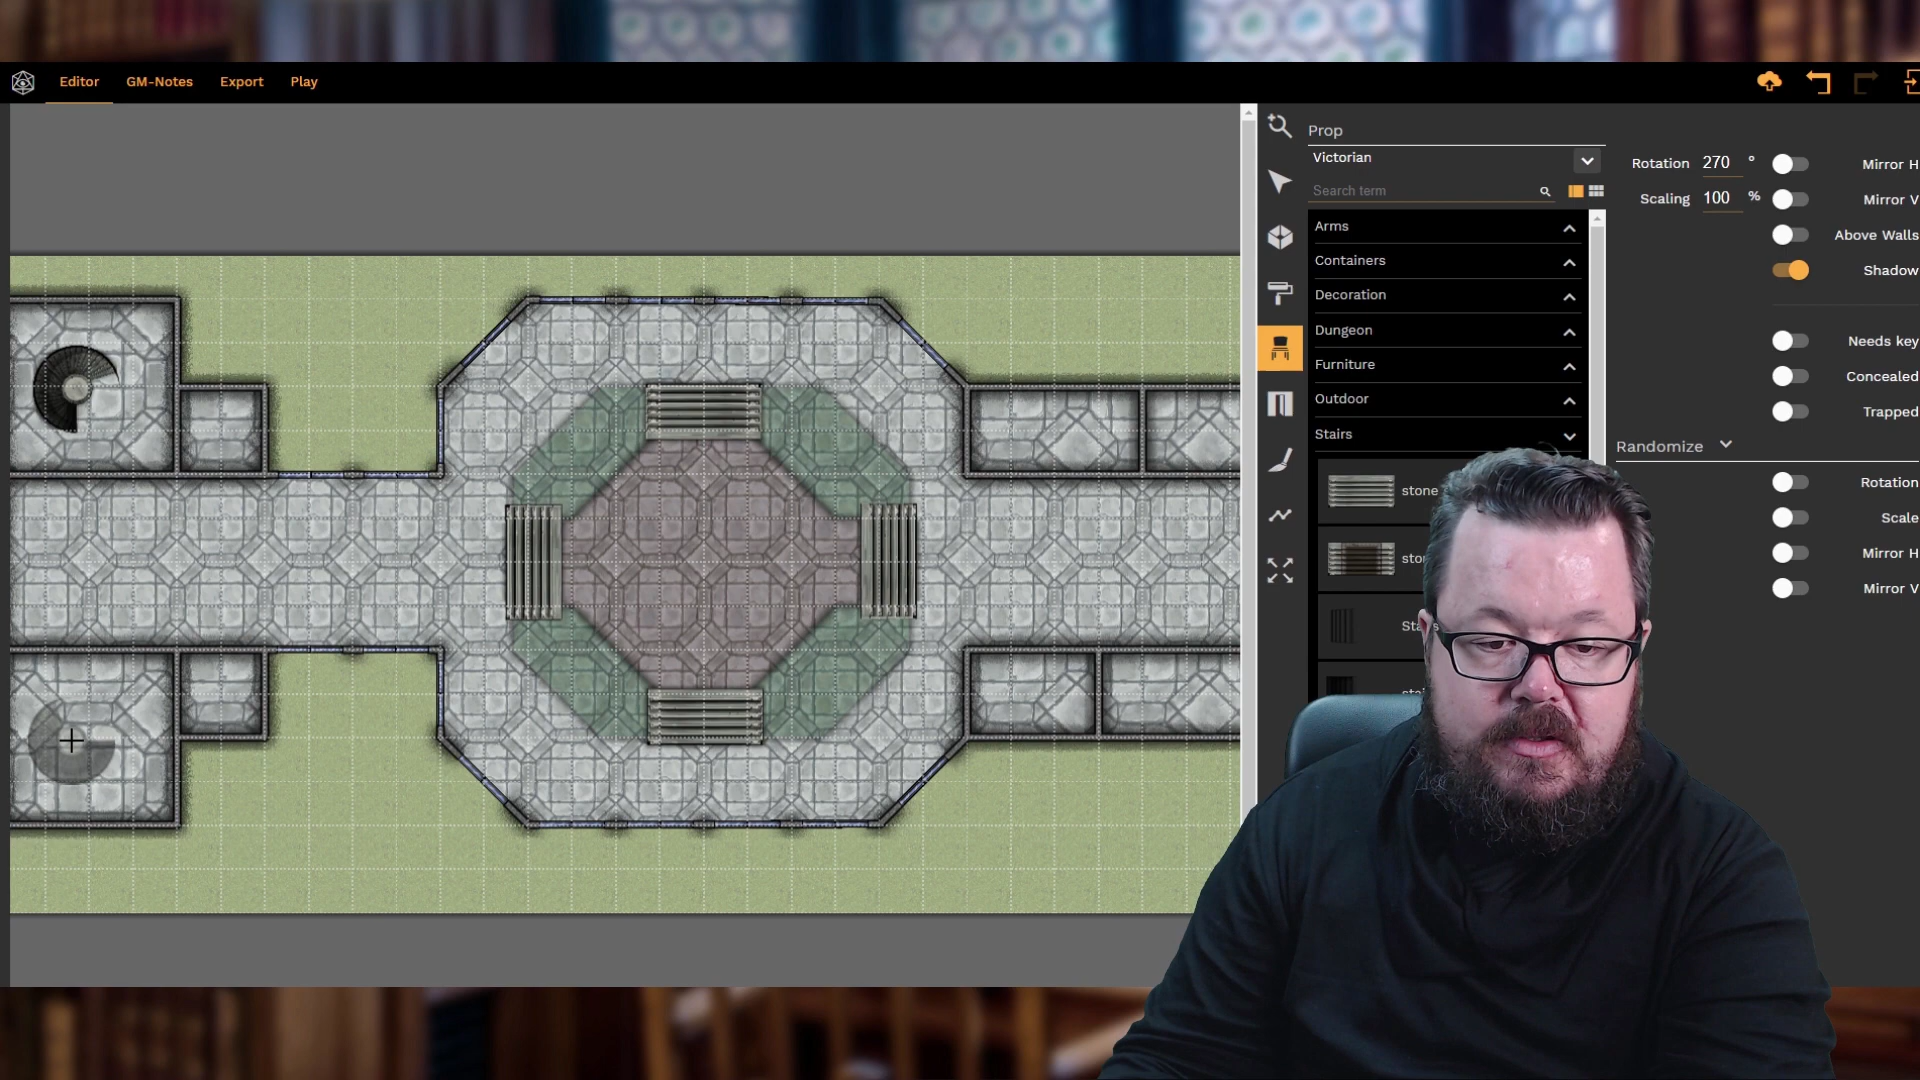 Editor GM-Notes Export Play
Prop
Victorian
Search term
Arms
Containers
Decoration
Dungeon
Furniture
Outdoor
Stairs
stone
Rotation 270 °
Scaling 100 %
Mirror H
Mirror V
Above Walls
Shadow
Needs key
Concealed
Trapped
Randomize
Rotation
Scale
Mirror H
Mirror V